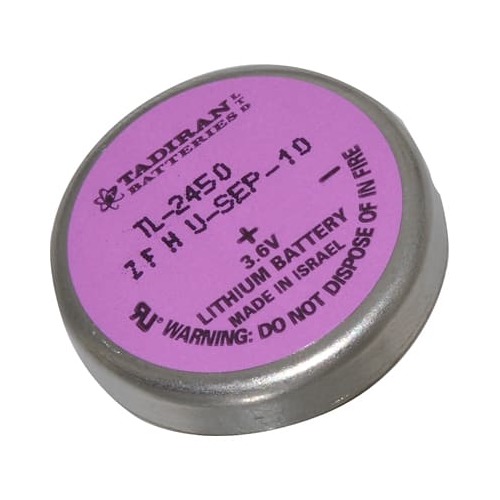 TADIRAN LTD
BATTERIES
TL-2450
I F H U-SEP-10
+ -
3.6V
LITHIUM BATTERY
MADE IN ISRAEL
WARNING: DO NOT DISPOSE OF IN FIRE